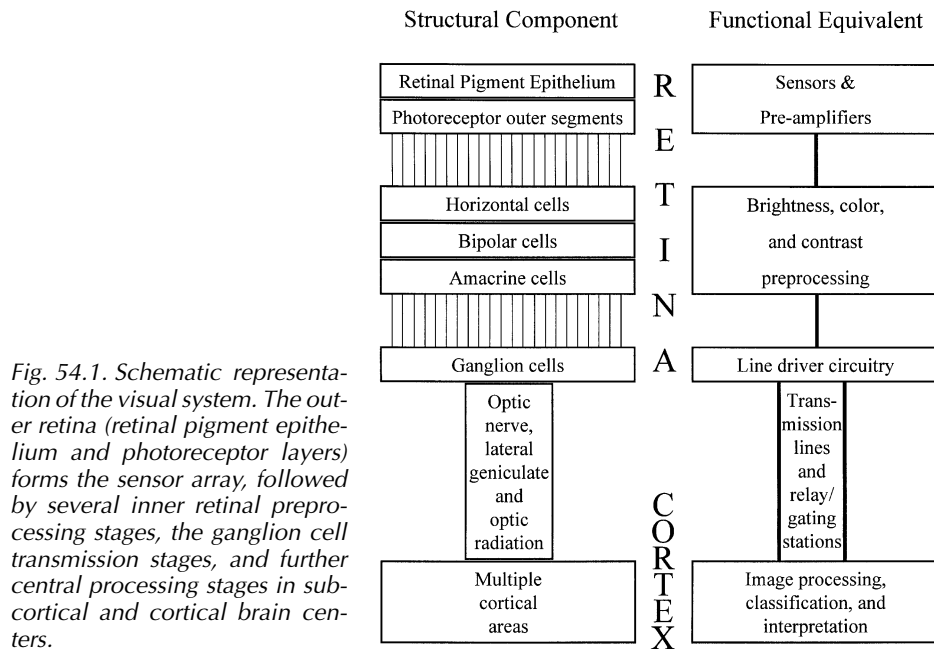 Structural Component
Functional Equivalent
Retinal Pigment Epithelium
Photoreceptor outer segments
Horizontal cells
Bipolar cells
Amacrine cells
Ganglion cells
Optic
nerve,
lateral
geniculate
and
optic
radiation
Multiple
cortical
areas
RETINA
CORTEX
Sensors &
Pre-amplifiers
Brightness, color,
and contrast
preprocessing
Line driver circuitry
Trans-
mission
lines
and
relay/
gating
stations
Image processing,
classification, and
interpretation
Fig. 54.1. Schematic representa-
tion of the visual system. The out-
er retina (retinal pigment epithe-
lium and photoreceptor layers)
forms the sensor array, followed
by several inner retinal prepro-
cessing stages, the ganglion cell
transmission stages, and further
central processing stages in sub-
cortical and cortical brain cen-
ters.